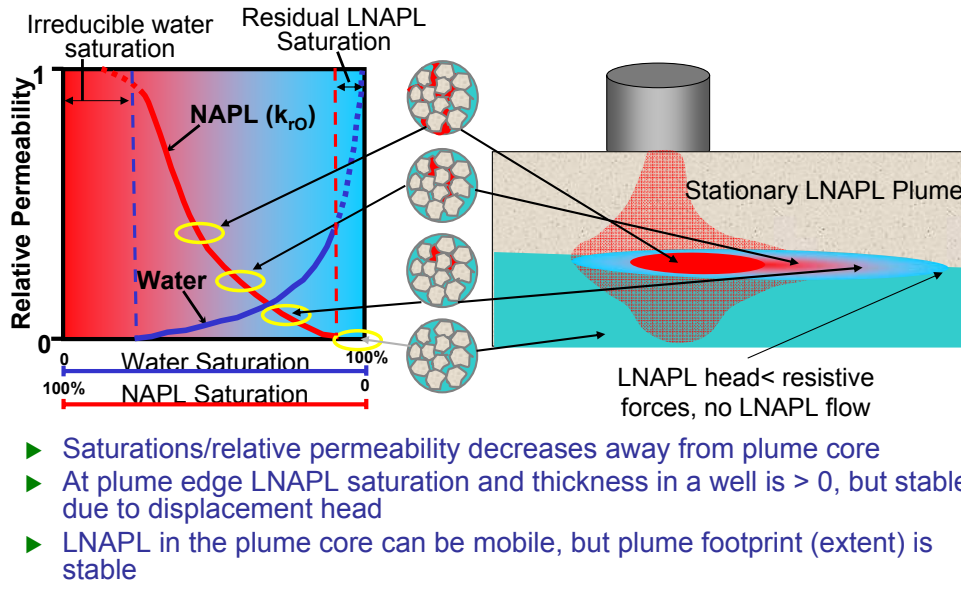 Irreducible water
saturation
Residual LNAPL
Saturation
1
NAPL (krO)
Relative Permeability
Water
0
0
100%
Water Saturation
100%
0
NAPL Saturation
Stationary LNAPL Plume
LNAPL head< resistive
forces, no LNAPL flow
Saturations/relative permeability decreases away from plume core
At plume edge LNAPL saturation and thickness in a well is > 0, but stable
due to displacement head
LNAPL in the plume core can be mobile, but plume footprint (extent) is
stable